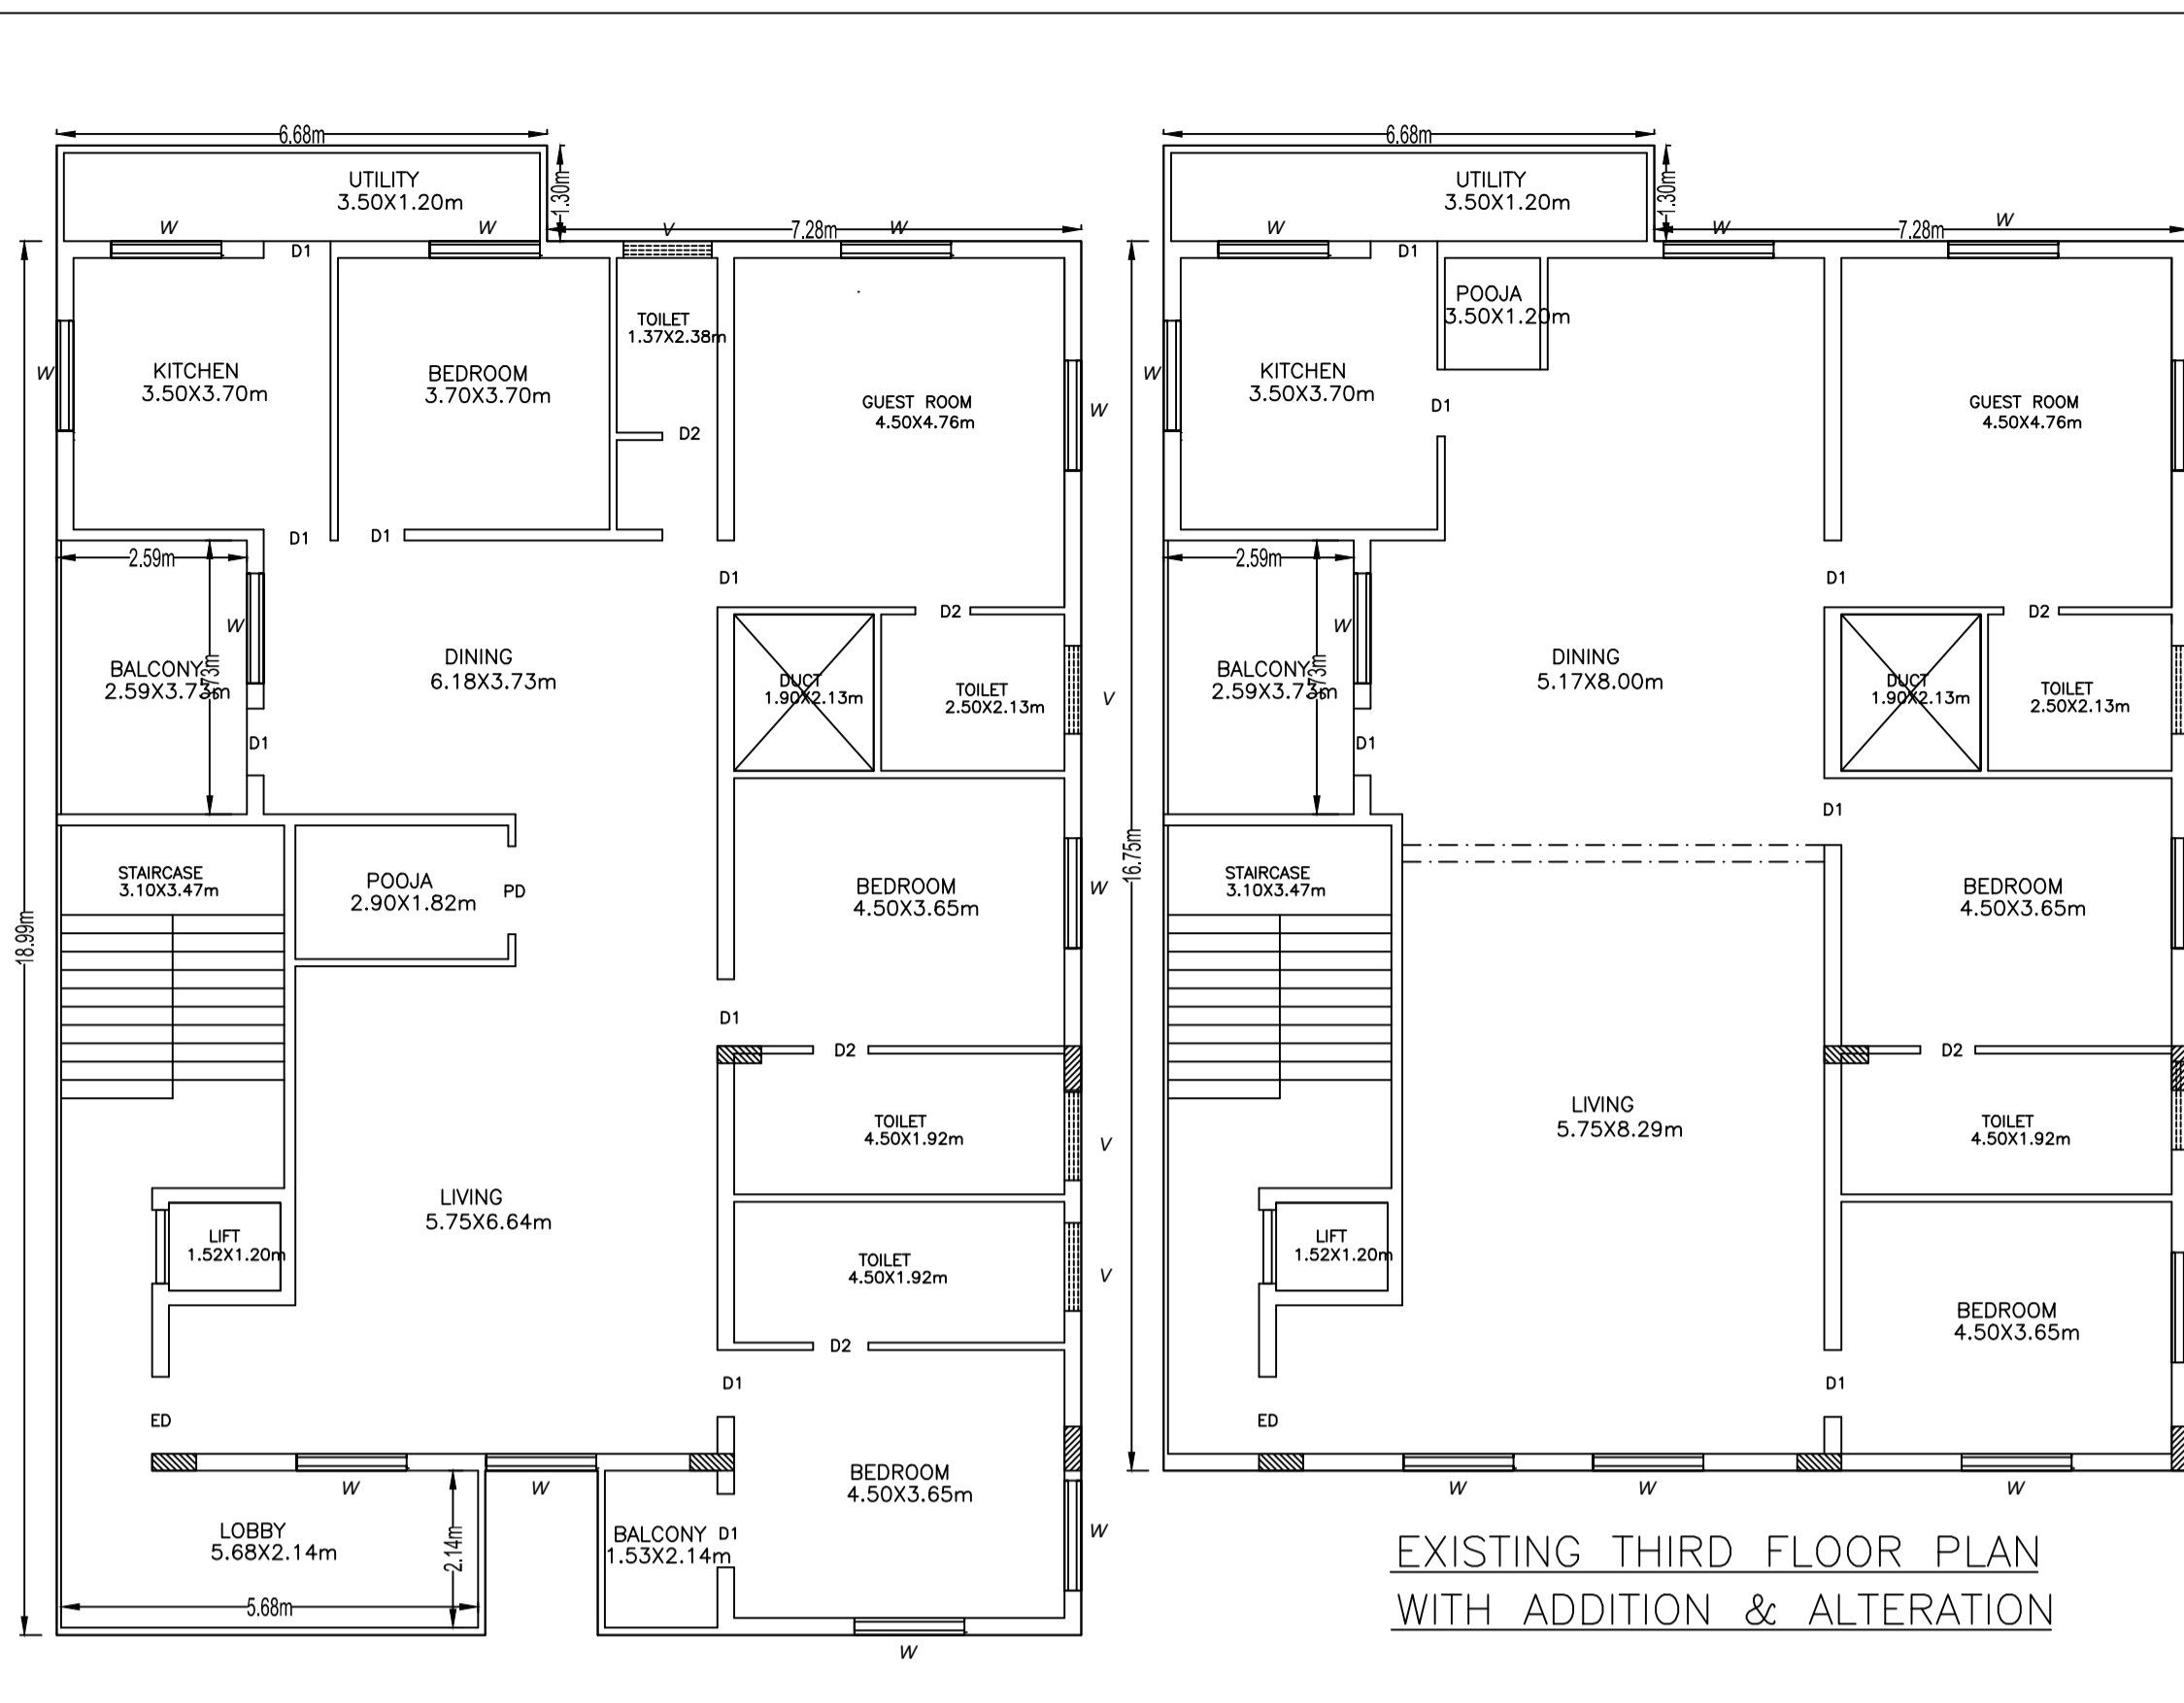 6.68m
UTILITY
3.50X1.20m
1.30m
W
W
D1
V
7.28m
W
TOILET
1.37X2.38m
KITCHEN
3.50X3.70m
W
BEDROOM
3.70X3.70m
D2
GUEST ROOM
4.50X4.76m
W
D1
D1
2.59m
D1
W
D2
BALCONY
2.59X3.73m
3.73m
DINING
6.18X3.73m
DUCT
1.90X2.13m
TOILET
2.50X2.13m
V
D1
STAIRCASE
3.10X3.47m
POOJA
2.90X1.82m
PD
BEDROOM
4.50X3.65m
W
18.99m
D1
D2
TOILET
4.50X1.92m
V
LIVING
5.75X6.64m
LIFT
1.52X1.20m
TOILET
4.50X1.92m
V
D2
D1
ED
W
W
BEDROOM
4.50X3.65m
LOBBY
5.68X2.14m
2.14m
BALCONY
1.53X2.14m
D1
W
5.68m
W
6.68m
UTILITY
3.50X1.20m
1.30m
W
D1
W
7.28m
W
POOJA
3.50X1.20m
KITCHEN
3.50X3.70m
W
D1
GUEST ROOM
4.50X4.76m
2.59m
D1
W
D2
BALCONY
2.59X3.73m
3.73m
DINING
5.17X8.00m
DUCT
1.90X2.13m
TOILET
2.50X2.13m
D1
D1
16.75m
STAIRCASE
3.10X3.47m
BEDROOM
4.50X3.65m
D2
LIVING
5.75X8.29m
TOILET
4.50X1.92m
LIFT
1.52X1.20m
BEDROOM
4.50X3.65m
D1
ED
W
W
W
EXISTING THIRD FLOOR PLAN
WITH ADDITION & ALTERATION